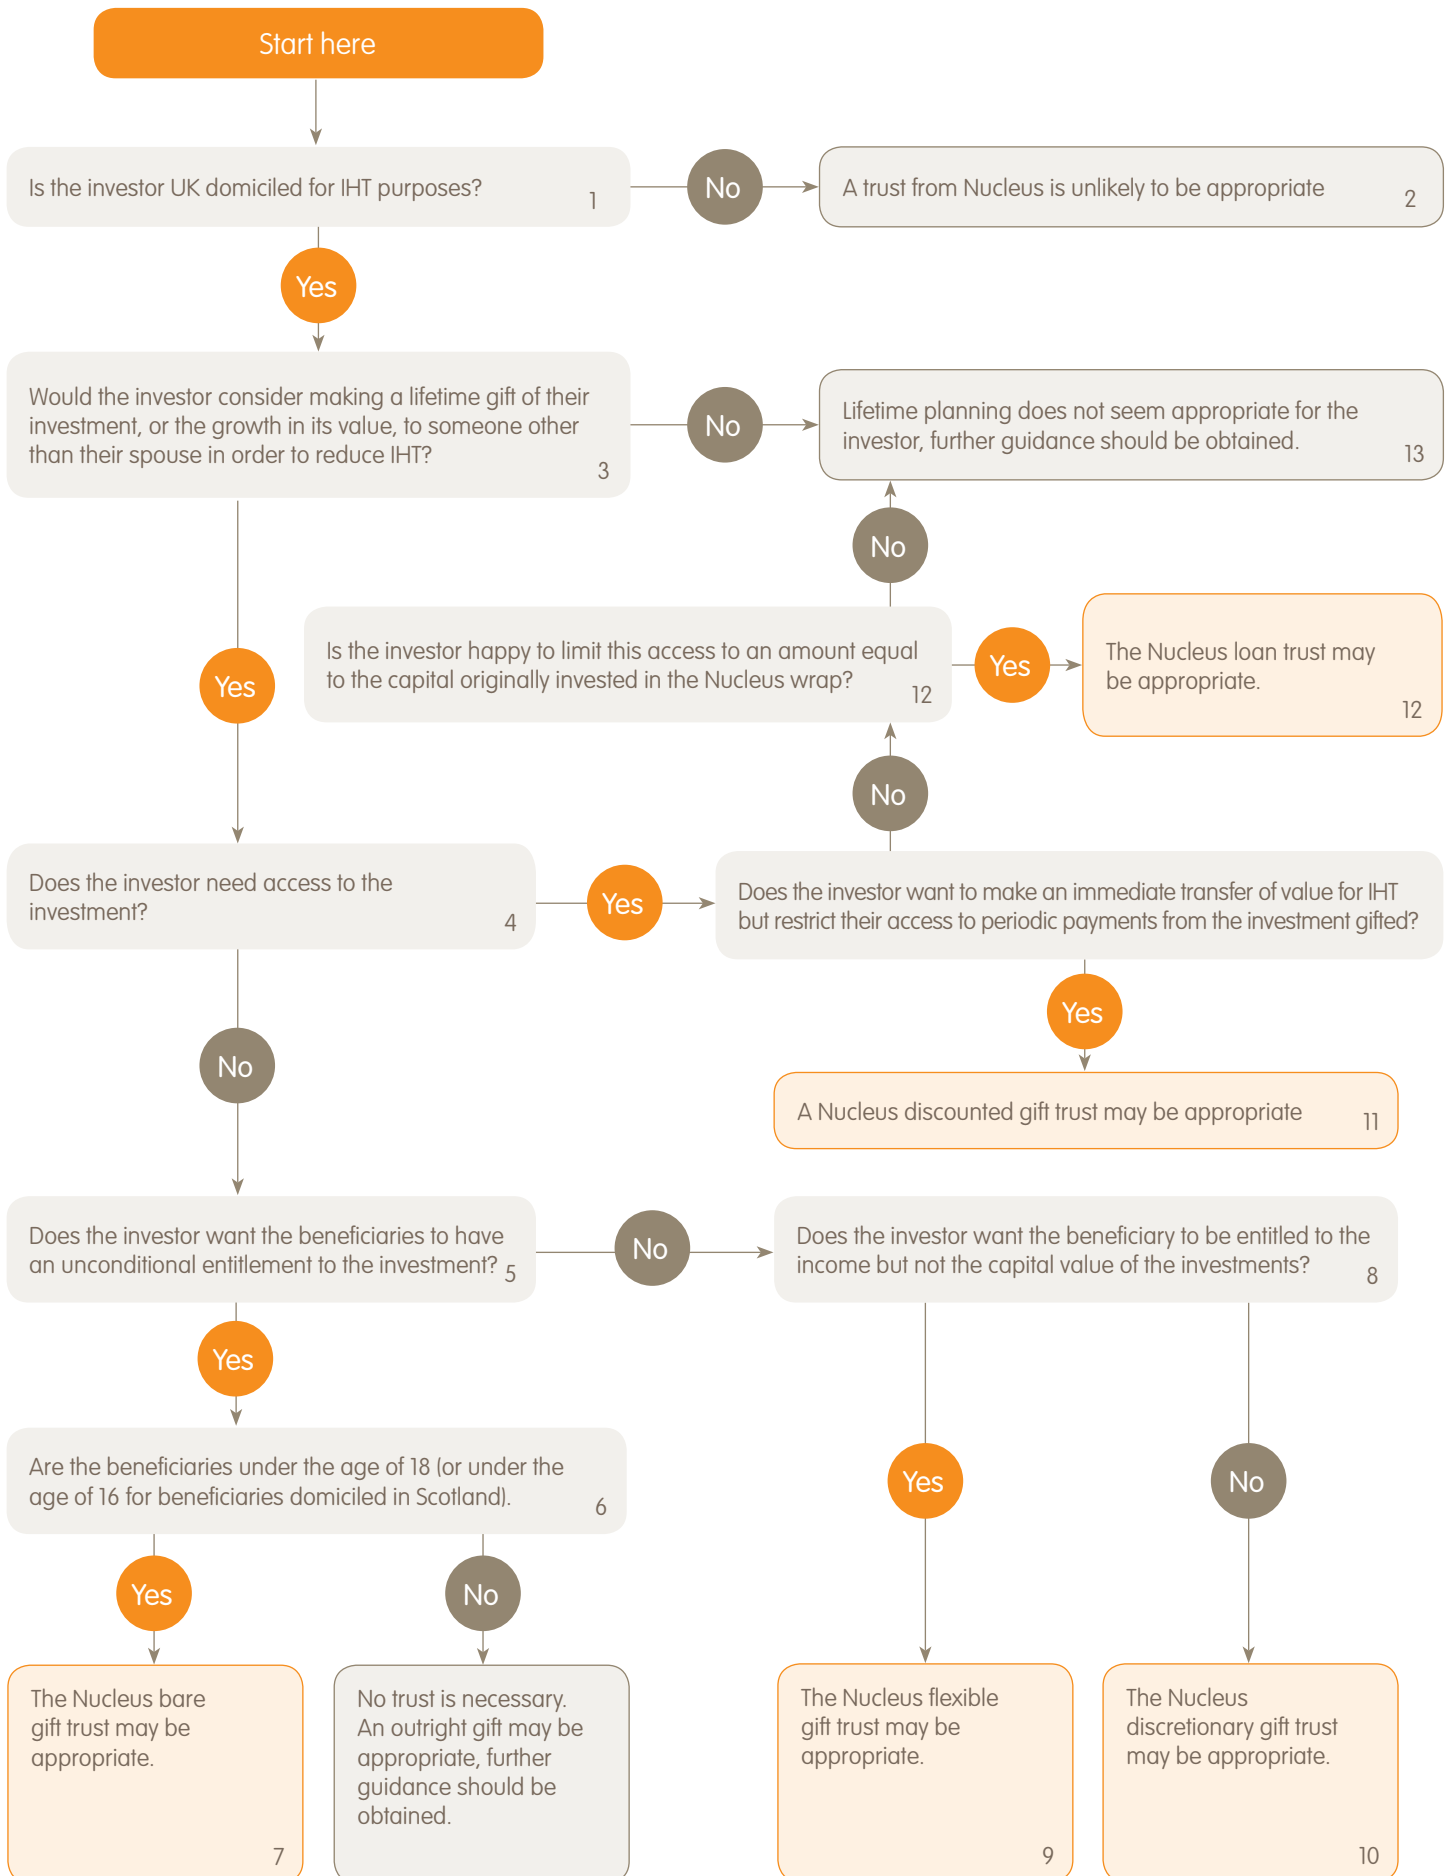 Start here
Is the investor UK domiciled for IHT purposes?
1
No
A trust from Nucleus is unlikely to be appropriate
2
Yes
Would the investor consider making a lifetime gift of their
investment, or the growth in its value, to someone other
than their spouse in order to reduce IHT?
3
No
Lifetime planning does not seem appropriate for the
investor, further guidance should be obtained.
13
No
Is the investor happy to limit this access to an amount equal
to the capital originally invested in the Nucleus wrap?
12
Yes
The Nucleus loan trust may
be appropriate.
12
Yes
No
Does the investor need access to the
investment?
4
Yes
Does the investor want to make an immediate transfer of value for IHT
but restrict their access to periodic payments from the investment gifted?
Yes
No
A Nucleus discounted gift trust may be appropriate
11
Does the investor want the beneficiaries to have
an unconditional entitlement to the investment?
5
No
Does the investor want the beneficiary to be entitled to the
income but not the capital value of the investments?
8
Yes
Are the beneficiaries under the age of 18 (or under the
age of 16 for beneficiaries domiciled in Scotland).
6
Yes
No
Yes
No
The Nucleus bare
gift trust may be
appropriate.
7
No trust is necessary.
An outright gift may be
appropriate, further
guidance should be
obtained.
The Nucleus flexible
gift trust may be
appropriate.
9
The Nucleus
discretionary gift trust
may be appropriate.
10